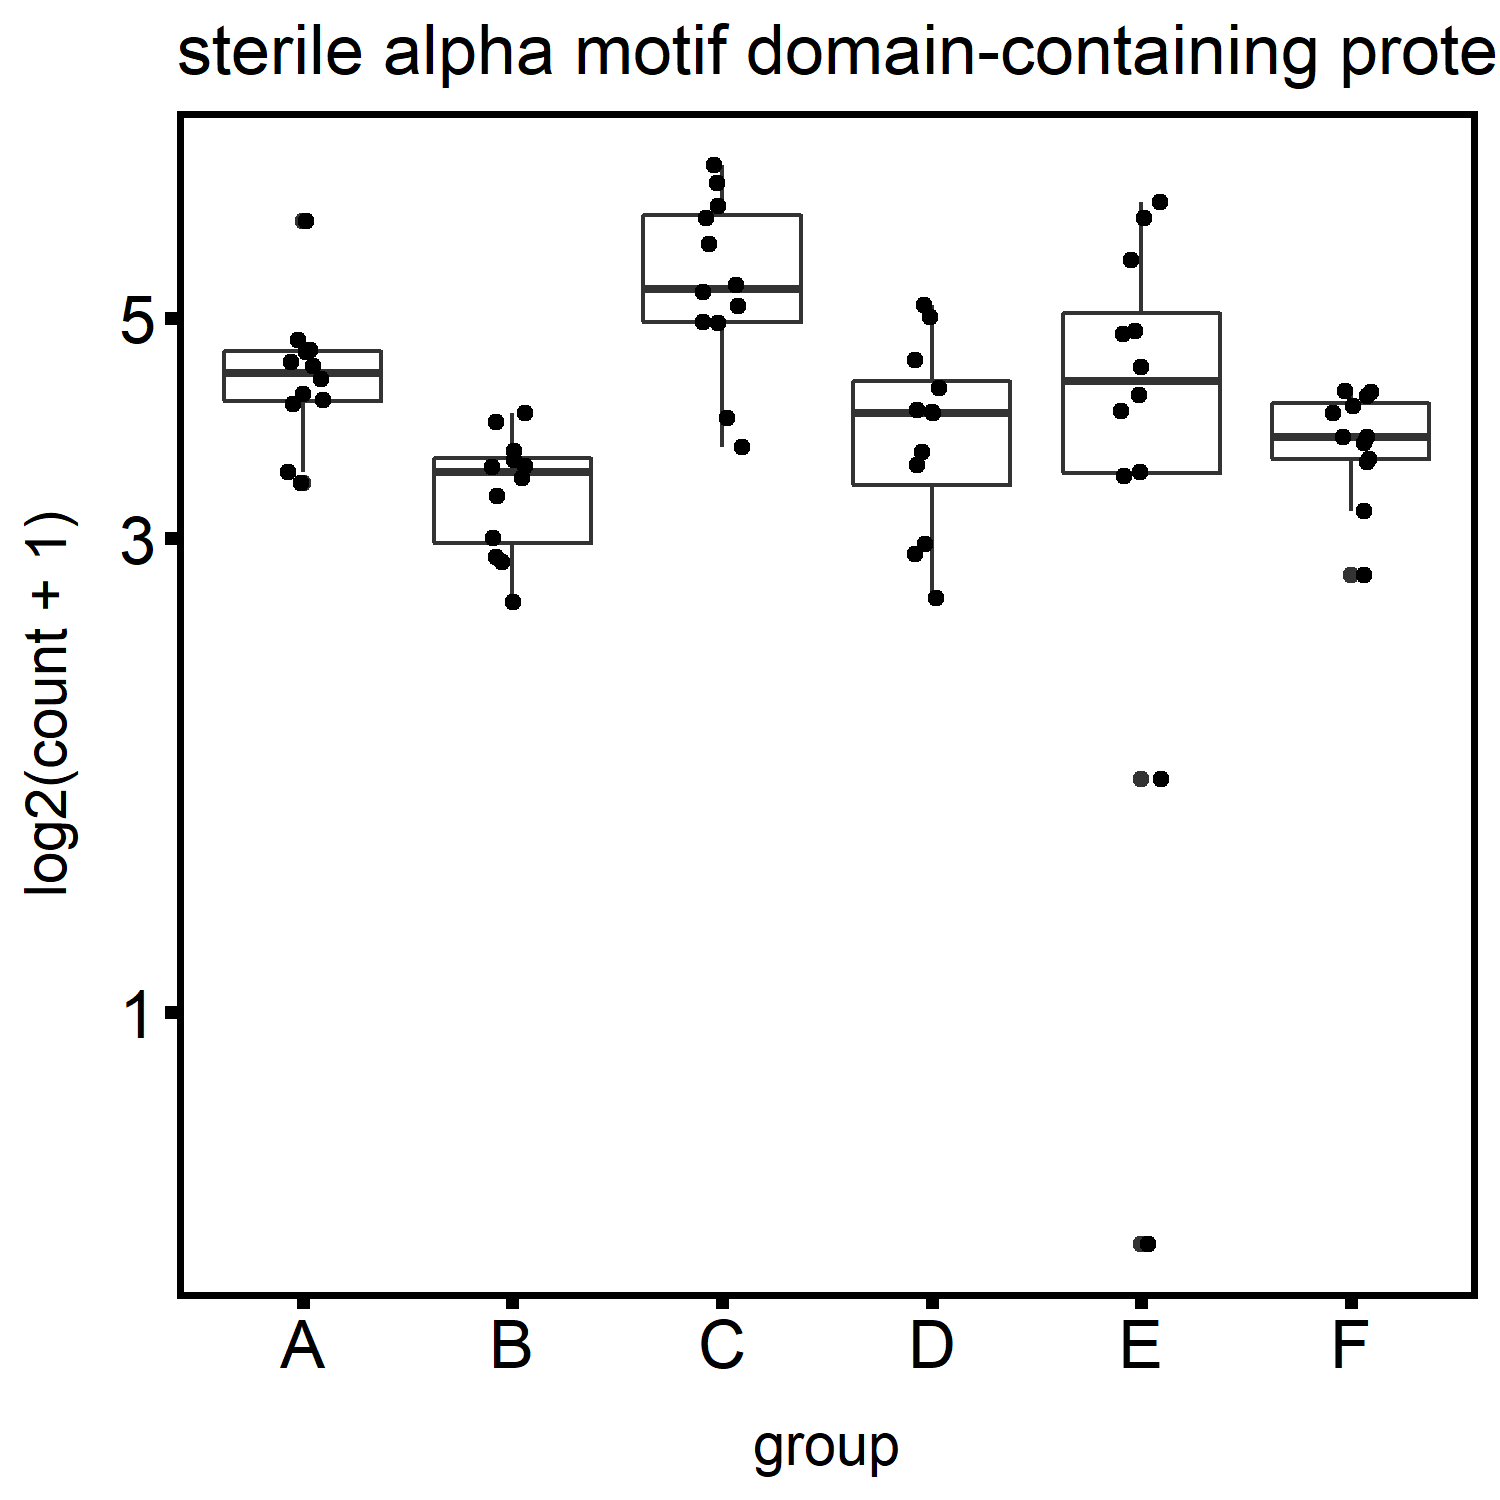 sterile alpha motif domain-containing prote
log2(count + 1)
5
3
1
A B C D E F
group